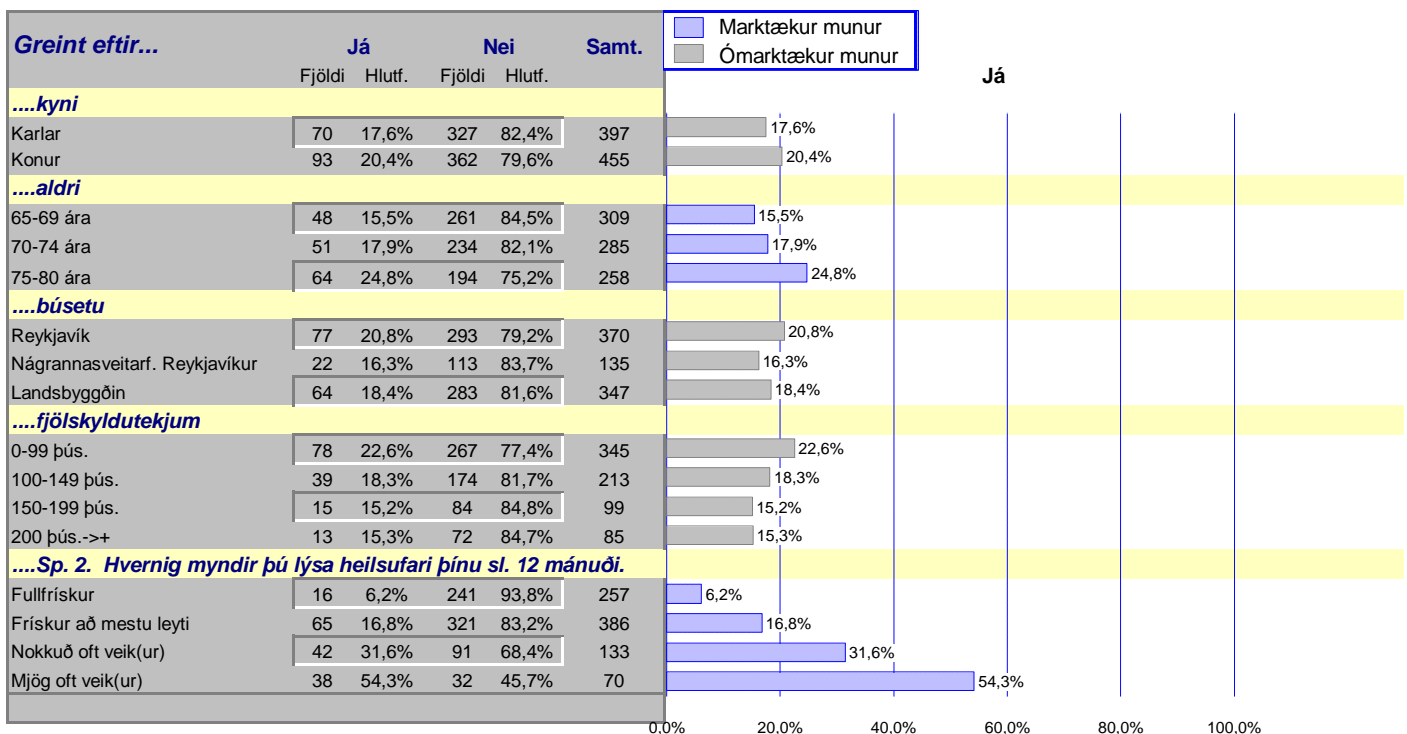 Greint eftir... Já Nei Samt.
Fjöldi Hlutf. Fjöldi Hlutf.
Marktækur munur
Ómarktækur munur
Já
....kyni
Karlar 70 17,6% 327 82,4% 397 17,6%
Konur 93 20,4% 362 79,6% 455 20,4%
....aldri
65-69 ára 48 15,5% 261 84,5% 309 15,5%
70-74 ára 51 17,9% 234 82,1% 285 17,9%
75-80 ára 64 24,8% 194 75,2% 258 24,8%
....búsetu
Reykjavík 77 20,8% 293 79,2% 370 20,8%
Nágrannasveitarf. Reykjavíkur 22 16,3% 113 83,7% 135 16,3%
Landsbyggðin 64 18,4% 283 81,6% 347 18,4%
....fjölskyldutekjum
0-99 þús. 78 22,6% 267 77,4% 345 22,6%
100-149 þús. 39 18,3% 174 81,7% 213 18,3%
150-199 þús. 15 15,2% 84 84,8% 99 15,2%
200 þús.->+ 13 15,3% 72 84,7% 85 15,3%
....Sp. 2. Hvernig myndir þú lýsa heilsufari þínu sl. 12 mánuði.
Fullfrískur 16 6,2% 241 93,8% 257 6,2%
Frískur að mestu leyti 65 16,8% 321 83,2% 386 16,8%
Nokkuð oft veik(ur) 42 31,6% 91 68,4% 133 31,6%
Mjög oft veik(ur) 38 54,3% 32 45,7% 70 54,3%
0.0% 20.0% 40.0% 60.0% 80.0% 100.0%